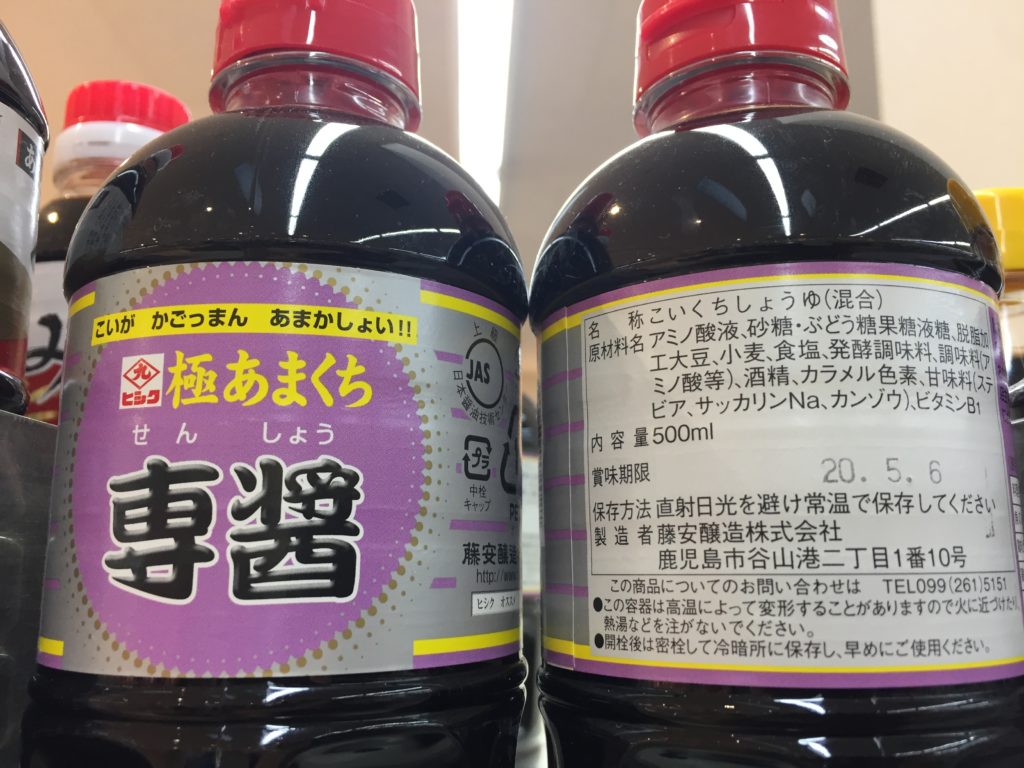 こいが かごっまん あまかしょい!!
ヒシク
極あまくち
せん しょう
専醤
上級
JAS
日本醤油技術
プラ
中栓
キャップ
藤安醸造
http://www
ヒシク オススメ
名称 こいくちしょうゆ(混合)
原材料名 アミノ酸液、砂糖・ぶどう糖果糖液糖、脱脂加
工大豆、小麦、食塩、発酵調味料、調味料(ア
ミノ酸等)、酒精、カラメル色素、甘味料(ステ
ビア、サッカリンNa、カンゾウ)、ビタミンB1
内容量 500ml
賞味期限 20.5.6
保存方法 直射日光を避け常温で保存してください
製造者 藤安醸造株式会社
鹿児島市谷山港二丁目1番10号
この商品についてのお問い合わせは TEL099(261)5151
●この容器は高温によって変形することがありますので火に近づけたり、
熱湯などを注がないでください。
●開栓後は密栓して冷暗所に保存し、早めにご使用ください。